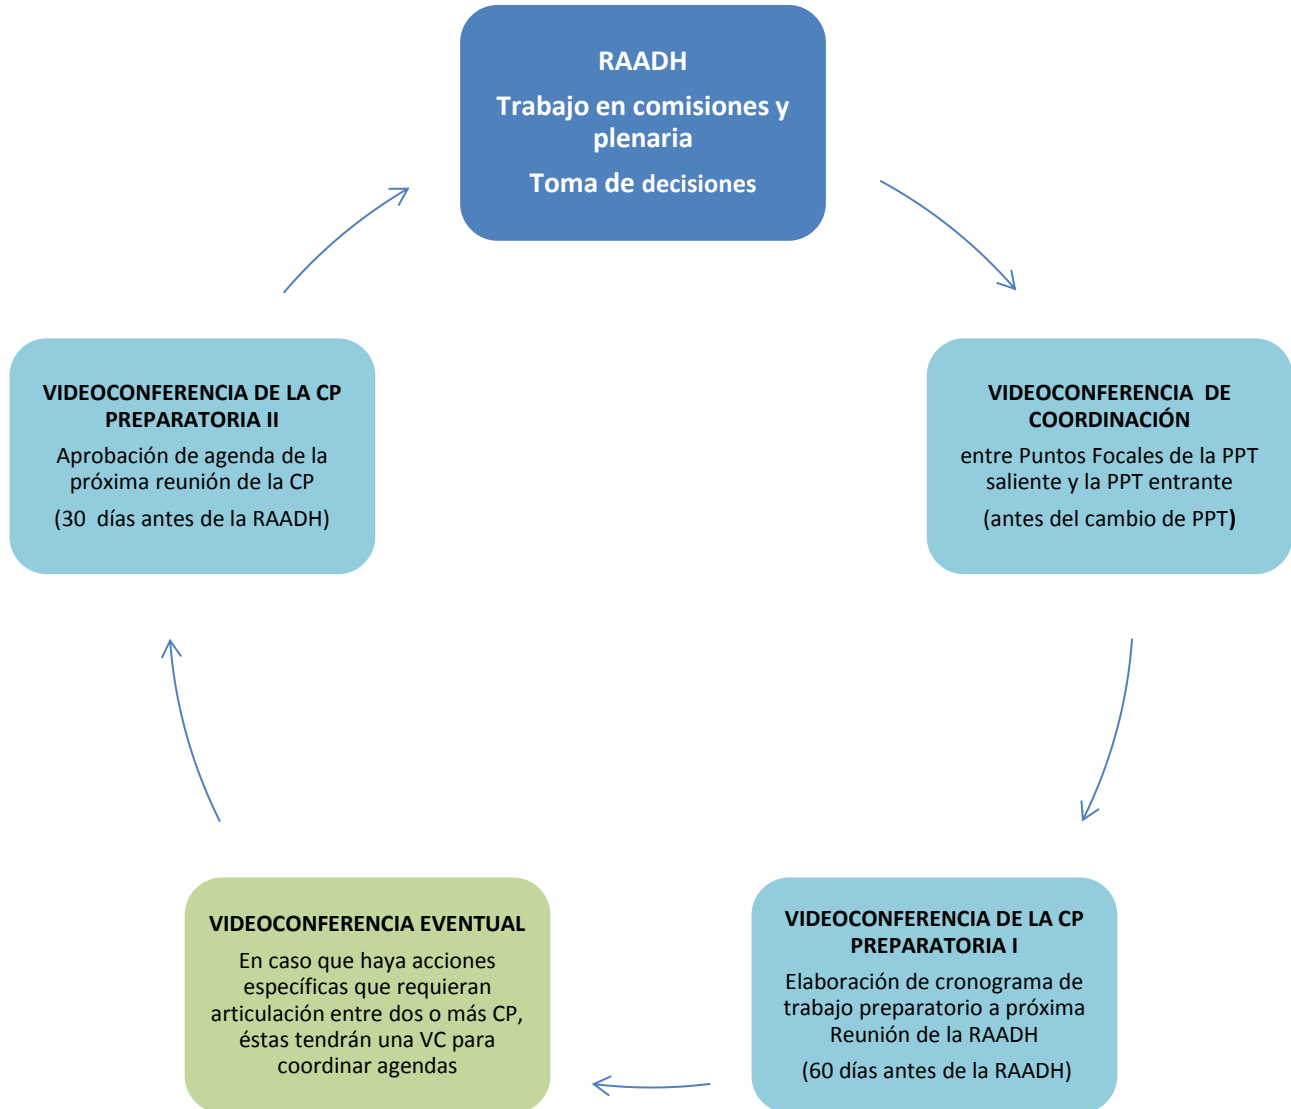 RAADH
Trabajo en comisiones y
plenaria
Toma de decisiones
VIDEOCONFERENCIA DE COORDINACIÓN
entre Puntos Focales de la PPT
saliente y la PPT entrante
(antes del cambio de PPT)
VIDEOCONFERENCIA DE LA CP
PREPARATORIA I
Elaboración de cronograma de
trabajo preparatorio a próxima
Reunión de la RAADH
(60 días antes de la RAADH)
VIDEOCONFERENCIA EVENTUAL
En caso que haya acciones
específicas que requieran
articulación entre dos o más CP,
éstas tendrán una VC para
coordinar agendas
VIDEOCONFERENCIA DE LA CP
PREPARATORIA II
Aprobación de agenda de la
próxima reunión de la CP
(30 días antes de la RAADH)